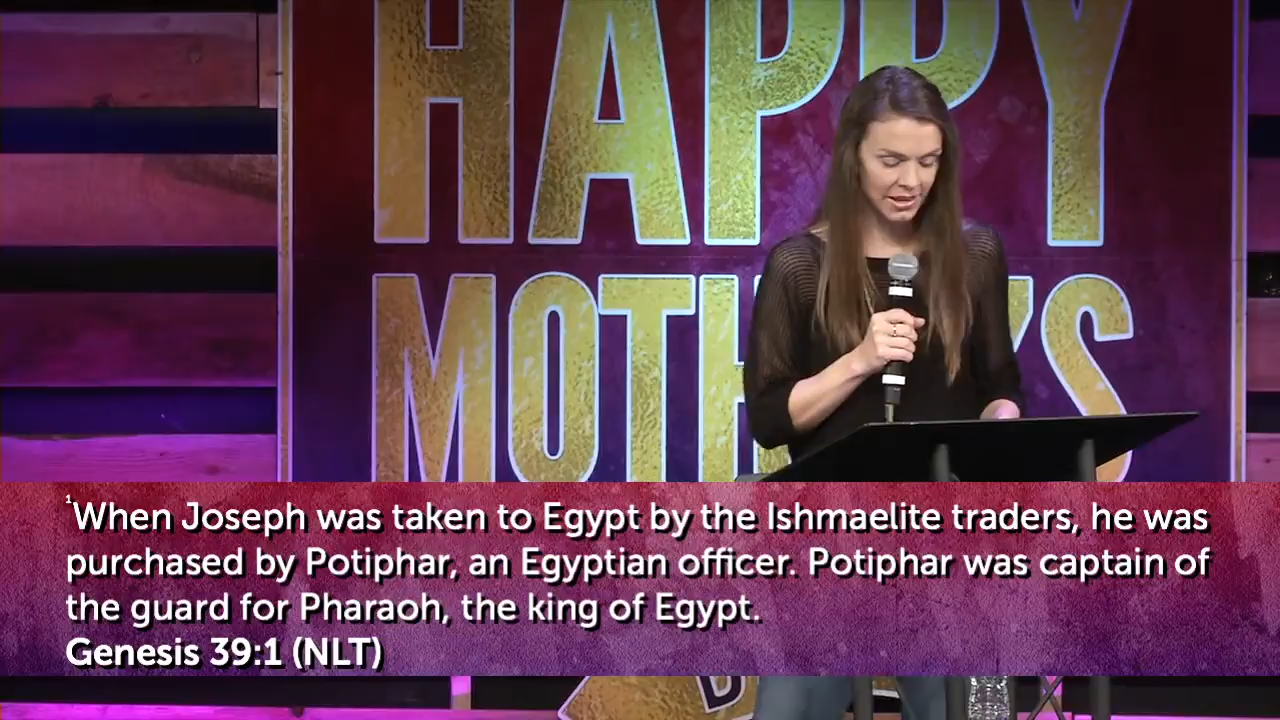 HAPPY
MOTH
S
¹When Joseph was taken to Egypt by the Ishmaelite traders, he was
purchased by Potiphar, an Egyptian officer. Potiphar was captain of
the guard for Pharaoh, the king of Egypt.
Genesis 39:1 (NLT)
D